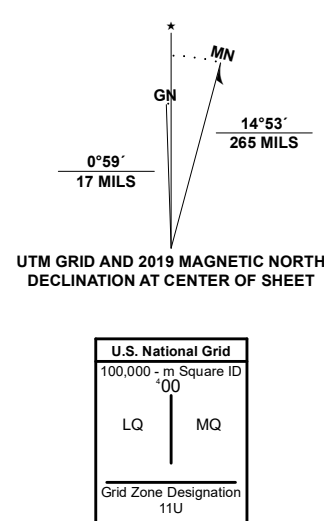 ★
MN
GN
14°53´
265 MILS
0°59´
17 MILS
UTM GRID AND 2019 MAGNETIC NORTH
DECLINATION AT CENTER OF SHEET
U.S. National Grid
100,000 - m Square ID
⁴00
LQ MQ
Grid Zone Designation
11U